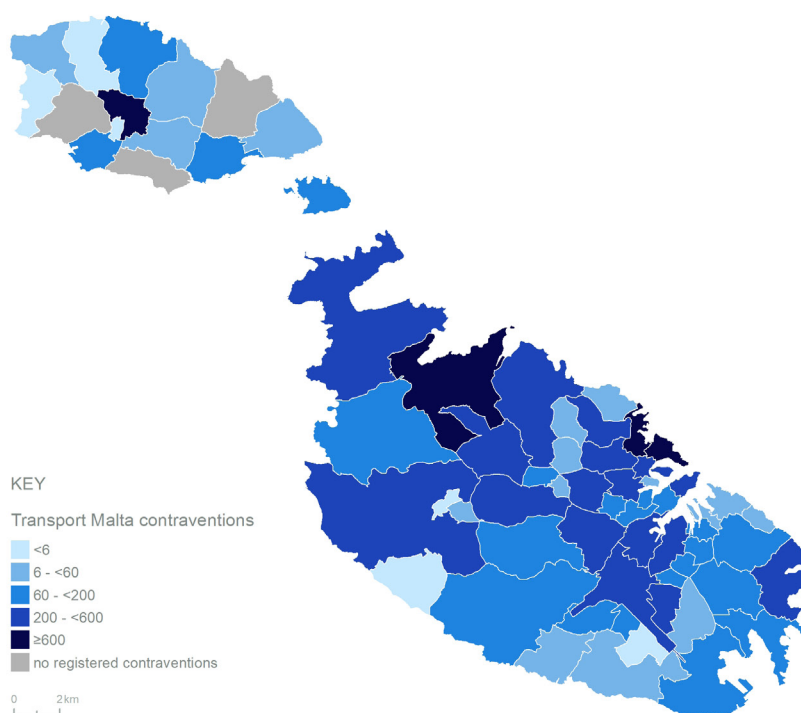 KEY
Transport Malta contraventions
<6
6 - <60
60 - <200
200 - <600
≥600
no registered contraventions
0 2km